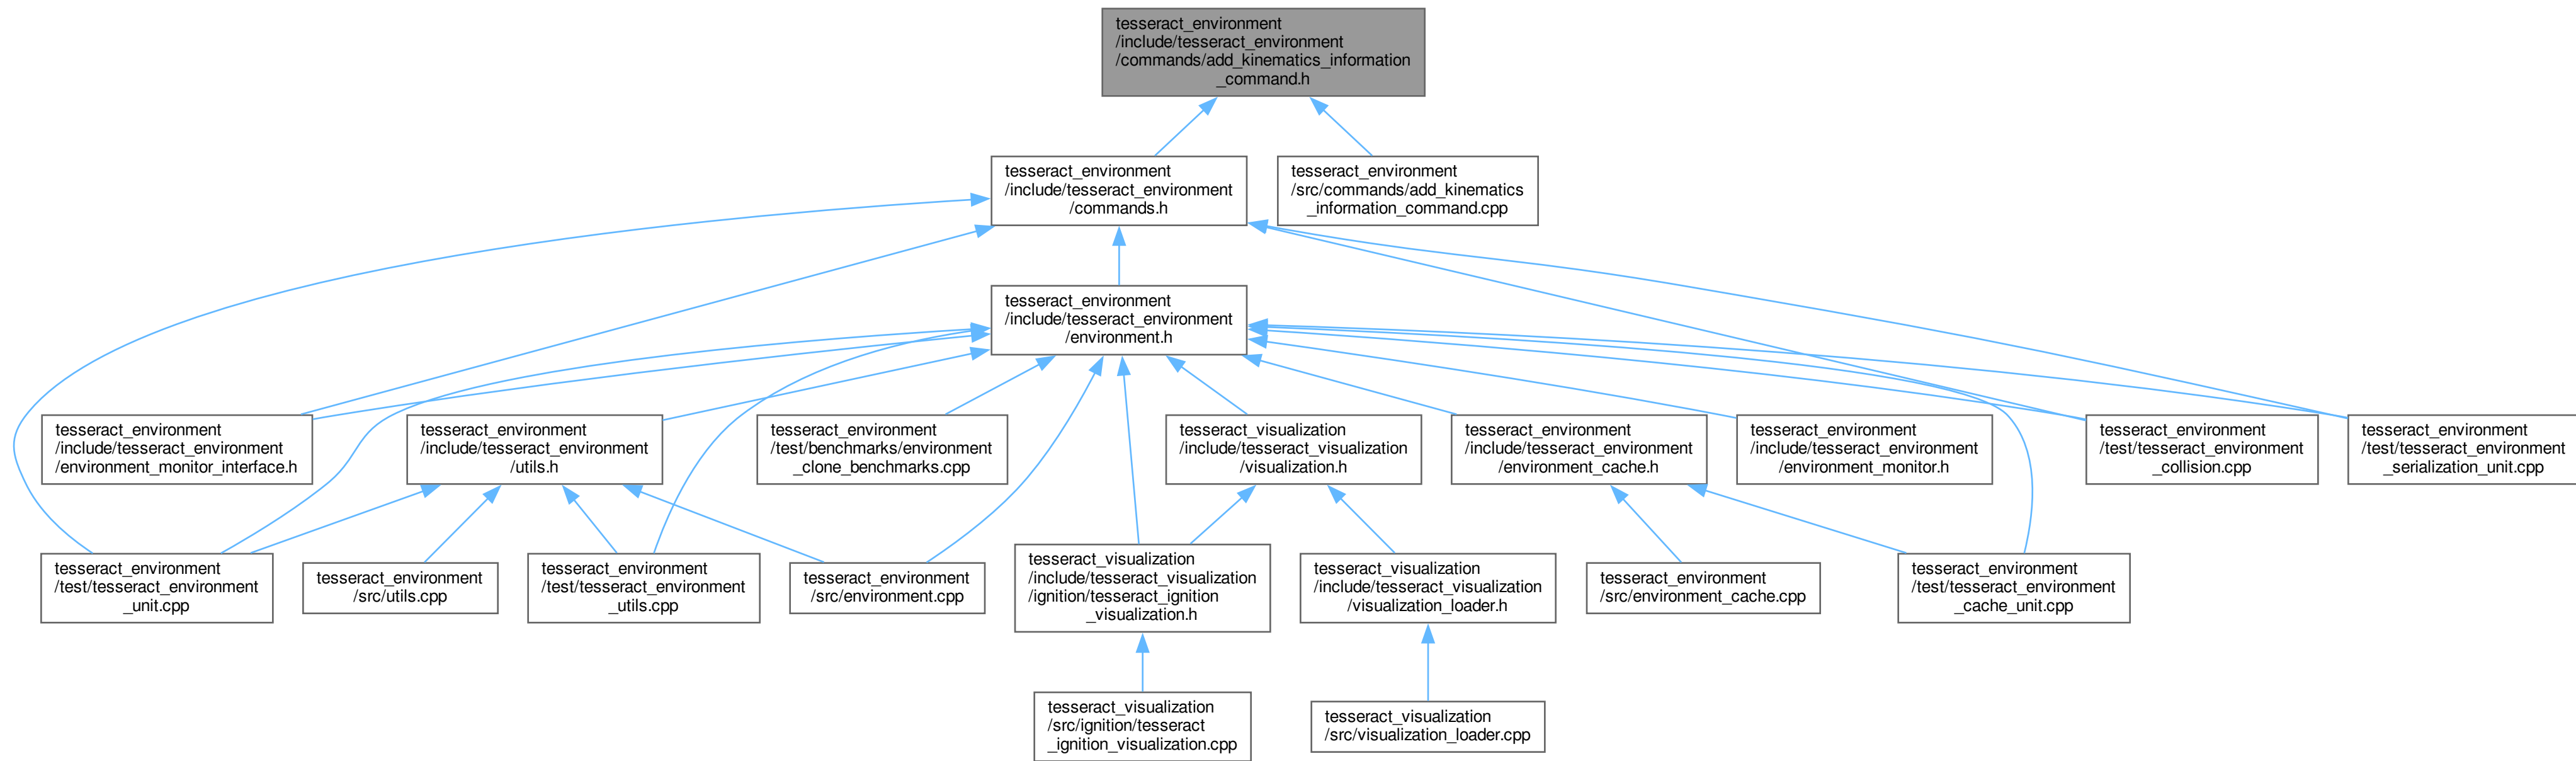 tesseract_environment
/include/tesseract_environment
/commands/add_kinematics_information
_command.h
tesseract_environment
/include/tesseract_environment
/commands.h
tesseract_environment
/src/commands/add_kinematics
_information_command.cpp
tesseract_environment
/include/tesseract_environment
/environment.h
tesseract_environment
/include/tesseract_environment
/environment_monitor_interface.h
tesseract_environment
/include/tesseract_environment
/utils.h
tesseract_environment
/test/benchmarks/environment
_clone_benchmarks.cpp
tesseract_visualization
/include/tesseract_visualization
/visualization.h
tesseract_environment
/include/tesseract_environment
/environment_cache.h
tesseract_environment
/include/tesseract_environment
/environment_monitor.h
tesseract_environment
/test/tesseract_environment
_collision.cpp
tesseract_environment
/test/tesseract_environment
_serialization_unit.cpp
tesseract_environment
/test/tesseract_environment
_unit.cpp
tesseract_environment
/src/utils.cpp
tesseract_environment
/test/tesseract_environment
_utils.cpp
tesseract_environment
/src/environment.cpp
tesseract_visualization
/include/tesseract_visualization
/ignition/tesseract_ignition
_visualization.h
tesseract_visualization
/include/tesseract_visualization
/visualization_loader.h
tesseract_environment
/src/environment_cache.cpp
tesseract_environment
/test/tesseract_environment
_cache_unit.cpp
tesseract_visualization
/src/ignition/tesseract
_ignition_visualization.cpp
tesseract_visualization
/src/visualization_loader.cpp